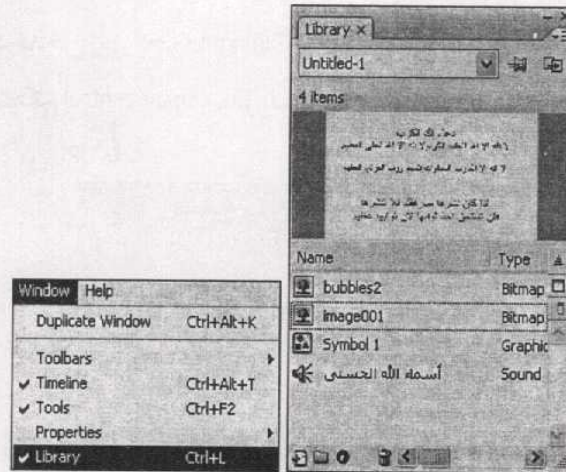 Library
Untitled-1
4 items
Name Type
bubbles2 Bitmap
image001 Bitmap
Symbol 1 Graphic
أسماء الله الحسنى Sound
Window Help
Duplicate Window Ctrl+Alt+K
Toolbars
Timeline Ctrl+Alt+T
Tools Ctrl+F2
Properties
Library Ctrl+L